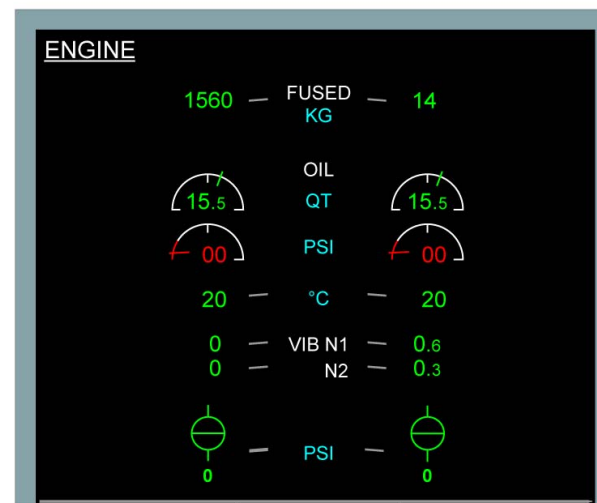 ENGINE
1560 FUSED 14
KG
OIL
15.5 QT 15.5
00 PSI 00
20 °C 20
0 VIB N1 0.6
0 N2 0.3
PSI
0 0